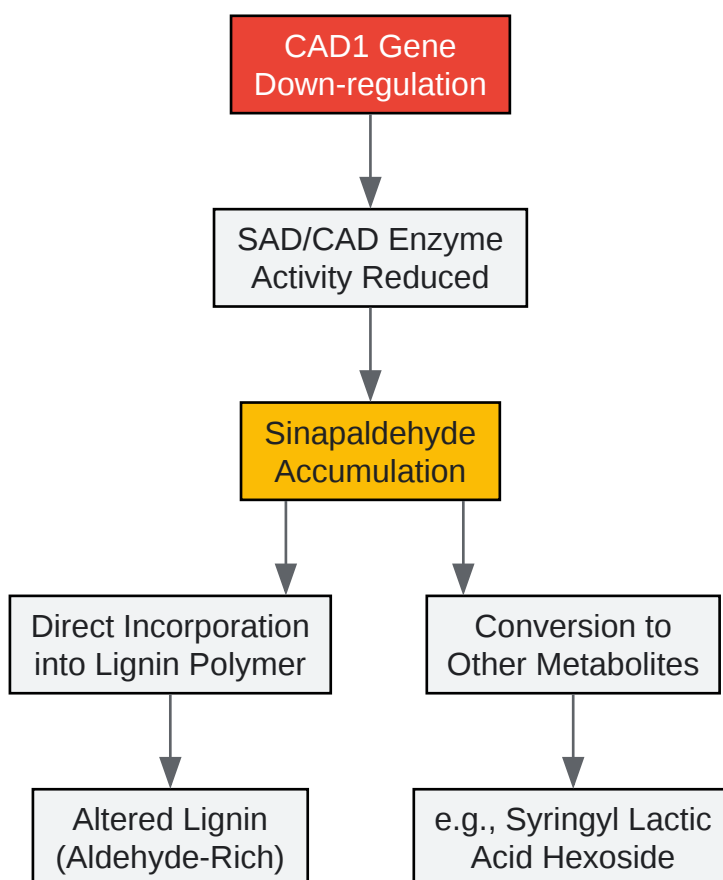 CAD1 Gene
Down-regulation
SAD/CAD Enzyme
Activity Reduced
Sinapaldehyde
Accumulation
Direct Incorporation
into Lignin Polymer
Conversion to
Other Metabolites
Altered Lignin
(Aldehyde-Rich)
e.g., Syringyl Lactic
Acid Hexoside